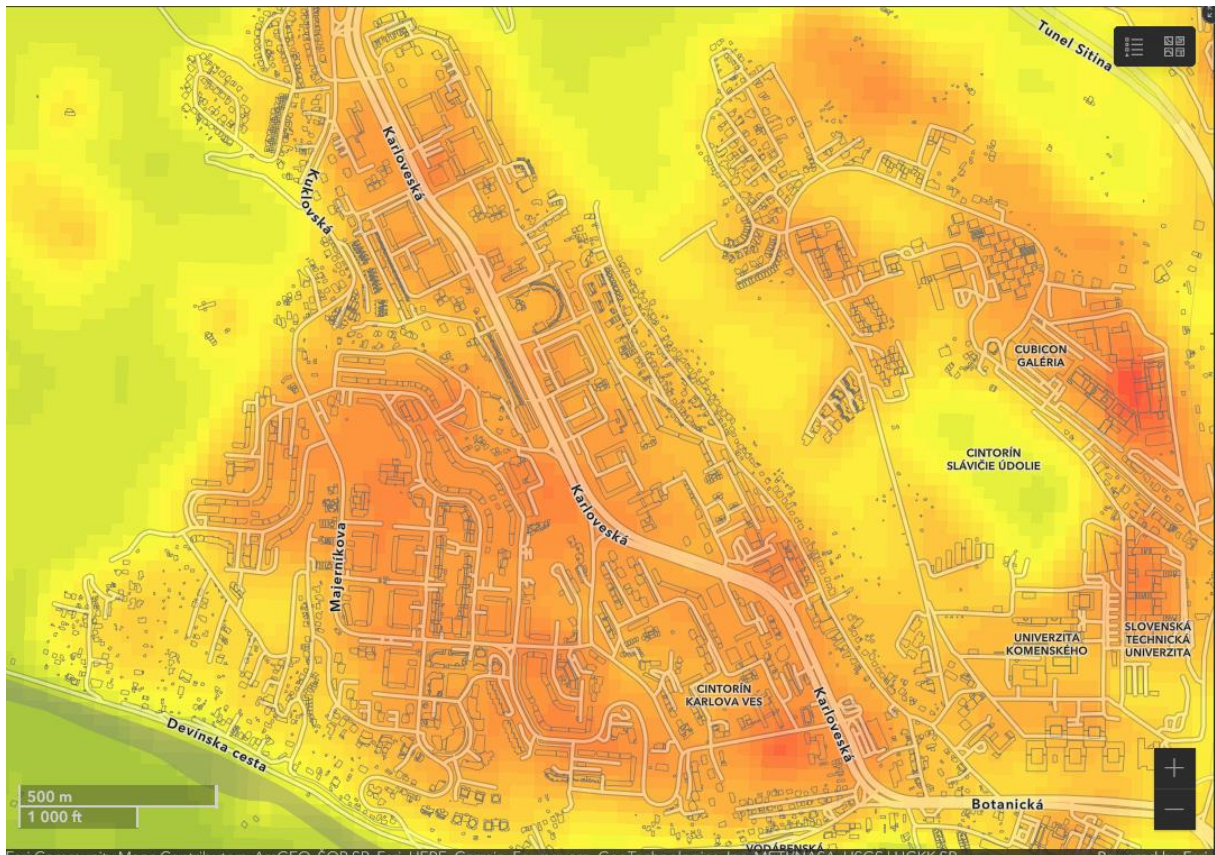 Tunel Sitina
Karloveská
Kuklovská
CUBICON
GALÉRIA
CINTORÍN
SLÁVIČIE ÚDOLIE
Karloveská
Majerníkova
SLOVENSKÁ
TECHNICKÁ
UNIVERZITA
UNIVERZITA
KOMENSKÉHO
CINTORÍN
KARLOVA VES
Karloveská
Devínska cesta
500 m
1 000 ft
Botanická
VODÁRENSKÁ